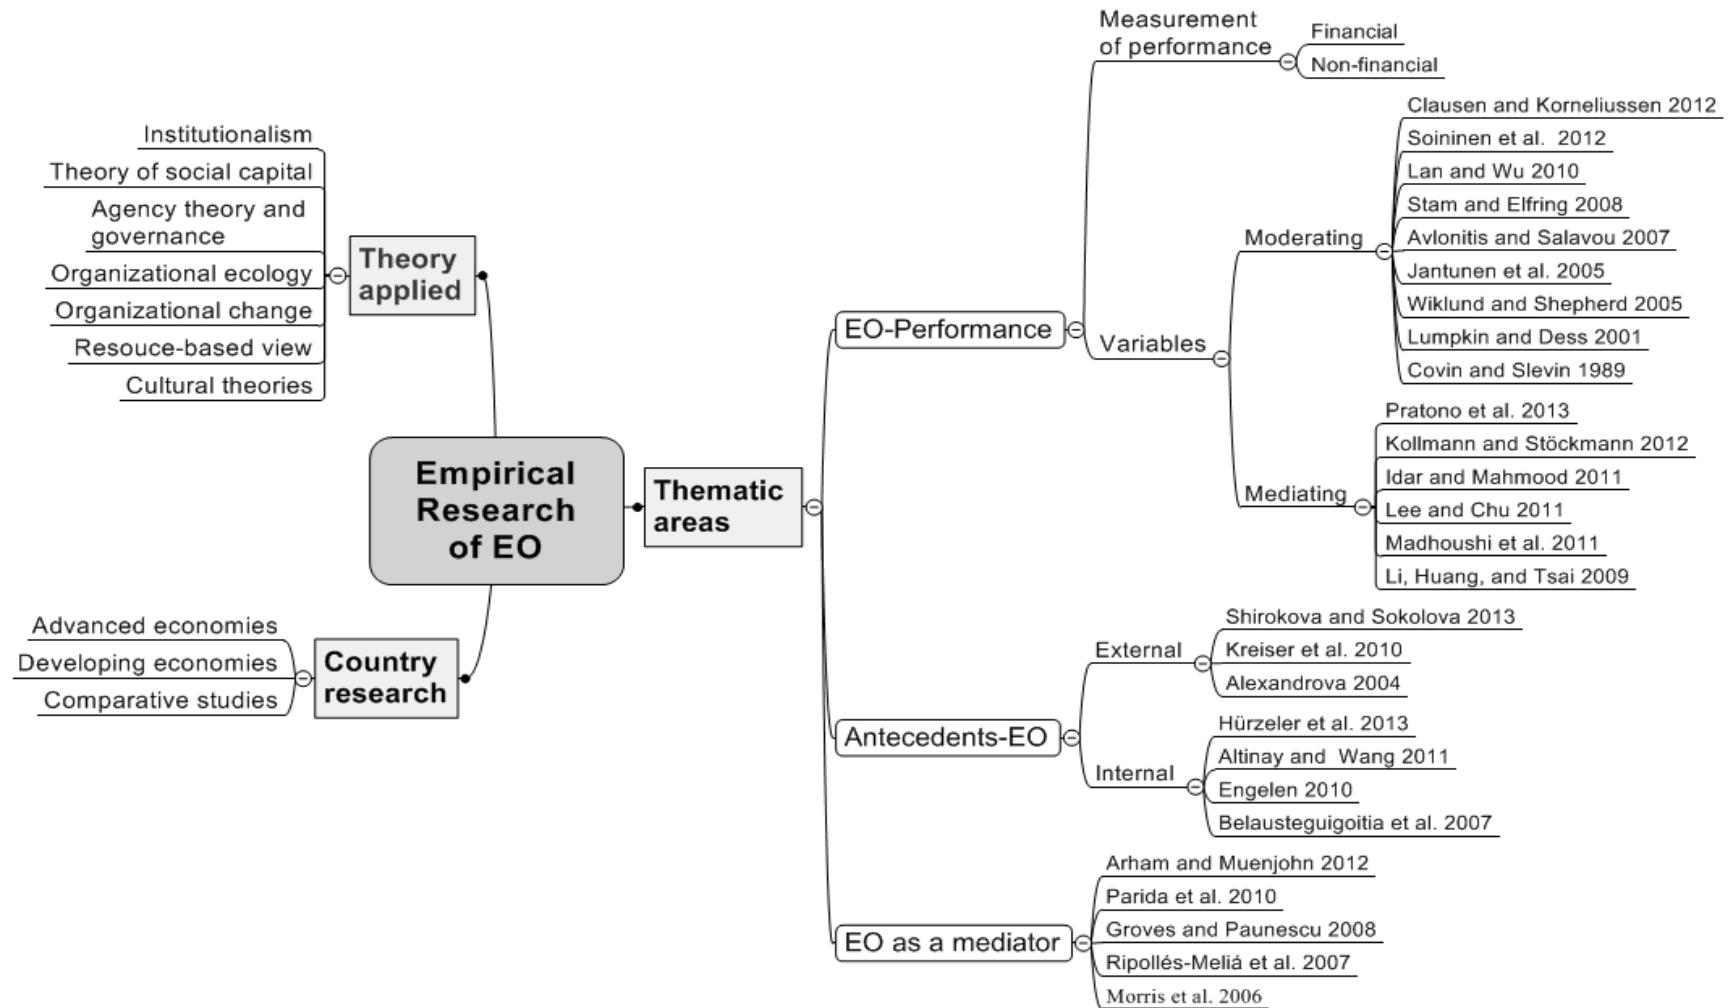 Institutionalism
Theory of social capital
Agency theory and
governance
Organizational ecology
Organizational change
Resouce-based view
Cultural theories
Theory
applied
Empirical
Research
of EO
Advanced economies
Developing economies
Comparative studies
Country
research
Thematic
areas
EO-Performance
Measurement
of performance
Financial
Non-financial
Variables
Moderating
Clausen and Korneliussen 2012
Soininen et al.  2012
Lan and Wu 2010
Stam and Elfring 2008
Avlonitis and Salavou 2007
Jantunen et al. 2005
Wiklund and Shepherd 2005
Lumpkin and Dess 2001
Covin and Slevin 1989
Mediating
Pratono et al. 2013
Kollmann and Stöckmann 2012
Idar and Mahmood 2011
Lee and Chu 2011
Madhoushi et al. 2011
Li, Huang, and Tsai 2009
Antecedents-EO
External
Shirokova and Sokolova 2013
Kreiser et al. 2010
Alexandrova 2004
Internal
Hürzeler et al. 2013
Altinay and  Wang 2011
Engelen 2010
Belausteguigoitia et al. 2007
EO as a mediator
Arham and Muenjohn 2012
Parida et al. 2010
Groves and Paunescu 2008
Ripollés-Meliá et al. 2007
Morris et al. 2006